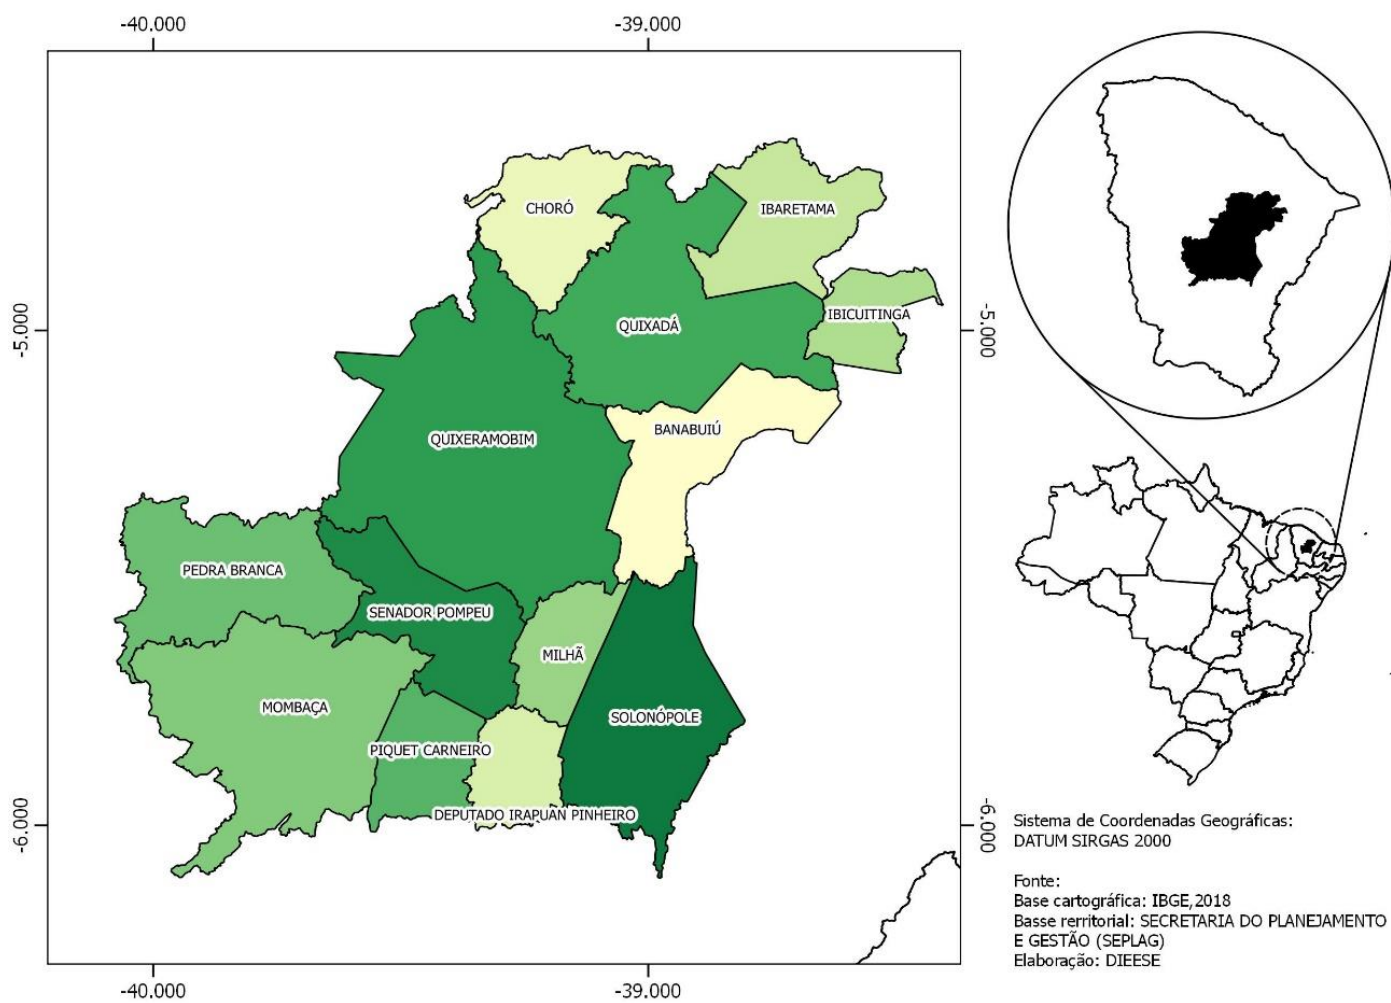 -40.000
-39.000
CHORÓ
IBARETAMA
-5.000
IBICUITINGA
-5.000
QUIXADÁ
QUIXERAMOBIM
BANABUIÚ
PEDRA BRANCA
SENADOR POMPEU
MILHÃ
MOMBAÇA
SOLONÓPOLE
PIQUET CARNEIRO
DEPUTADO IRAPUAN PINHEIRO
-6.000
-6.000
-40.000
-39.000
Sistema de Coordenadas Geográficas:
DATUM SIRGAS 2000
Fonte:
Base cartográfica: IBGE,2018
Basse rerritorial: SECRETARIA DO PLANEJAMENTO
E GESTÃO (SEPLAG)
Elaboração: DIEESE